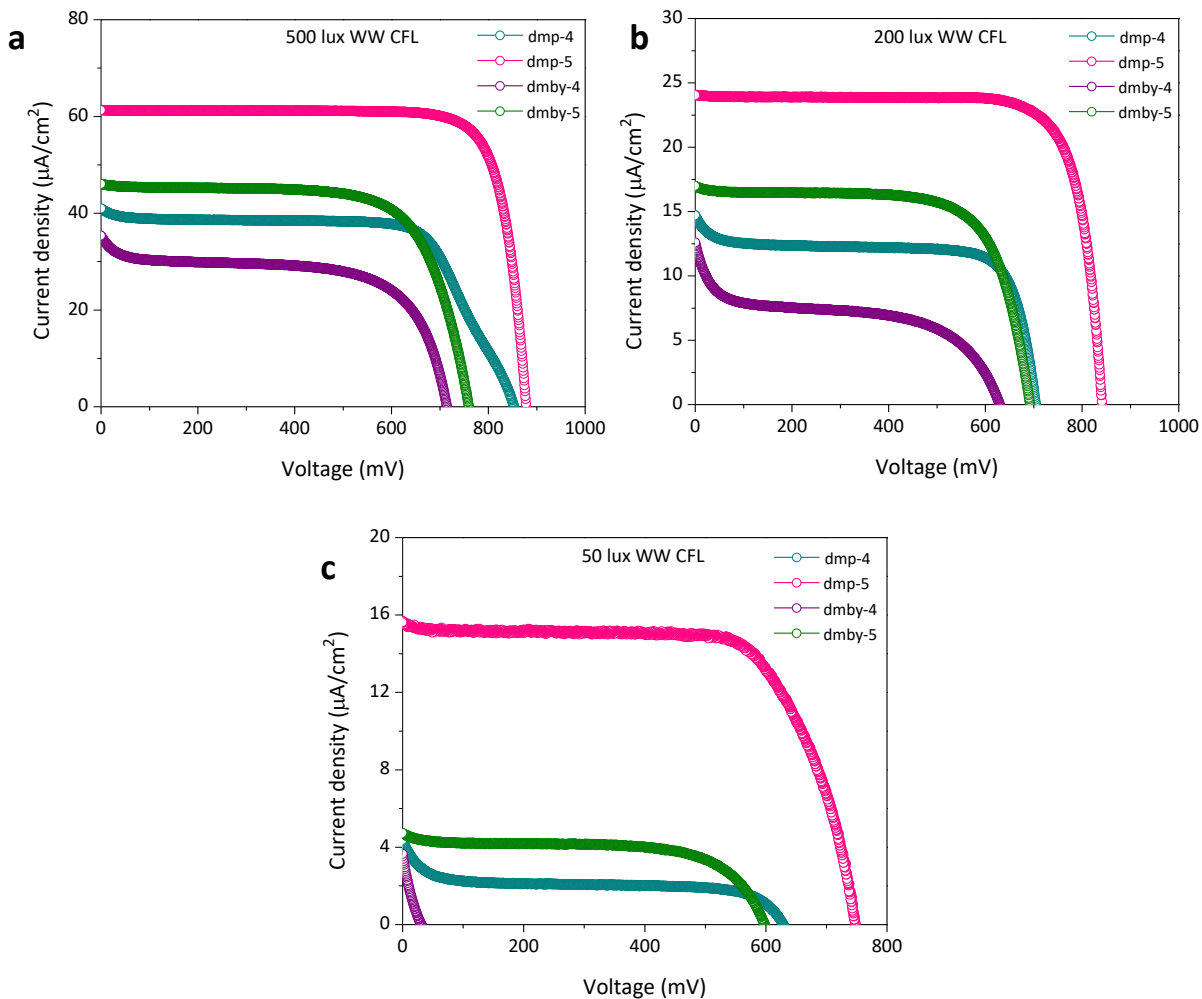 a
500 lux WW CFL
dmp-4
dmp-5
dmby-4
dmby-5
80
60
40
20
0
Current density (µA/cm²)
0
200
400
600
800
1000
Voltage (mV)
b
200 lux WW CFL
dmp-4
dmp-5
dmby-4
dmby-5
30
25
20
15
10
5
0
Current density (µA/cm²)
0
200
400
600
800
1000
Voltage (mV)
c
50 lux WW CFL
dmp-4
dmp-5
dmby-4
dmby-5
20
16
12
8
4
0
Current density (µA/cm²)
0
200
400
600
800
Voltage (mV)